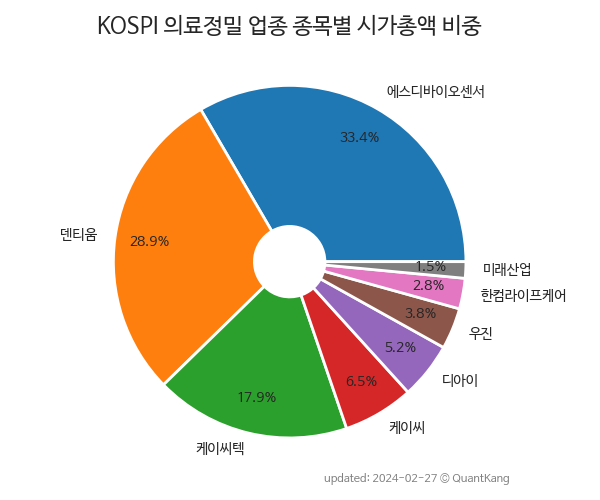 KOSPI 의료정밀 업종 종목별 시가총액 비중
에스디바이오센서
33.4%
덴티움
28.9%
미래산업
1.5%
한컴라이프케어
2.8%
우진
3.8%
디아이
5.2%
케이씨
6.5%
케이씨텍
17.9%
updated: 2024-02-27 © QuantKang